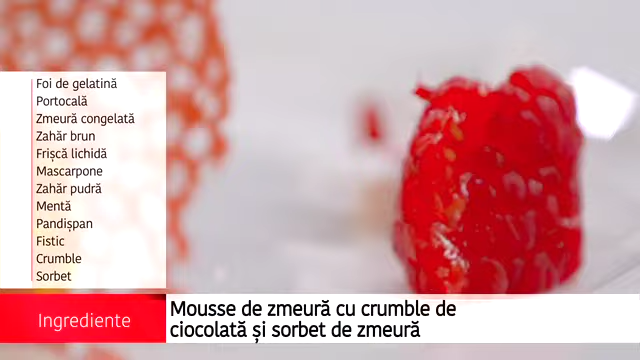 Foi de gelatină
Portocală
Zmeură congelată
Zahăr brun
Frișcă lichidă
Mascarpone
Zahăr pudră
Mentă
Pandișpan
Fistic
Crumble
Sorbet
Ingrediente
Mousse de zmeură cu crumble de
ciocolată și sorbet de zmeură